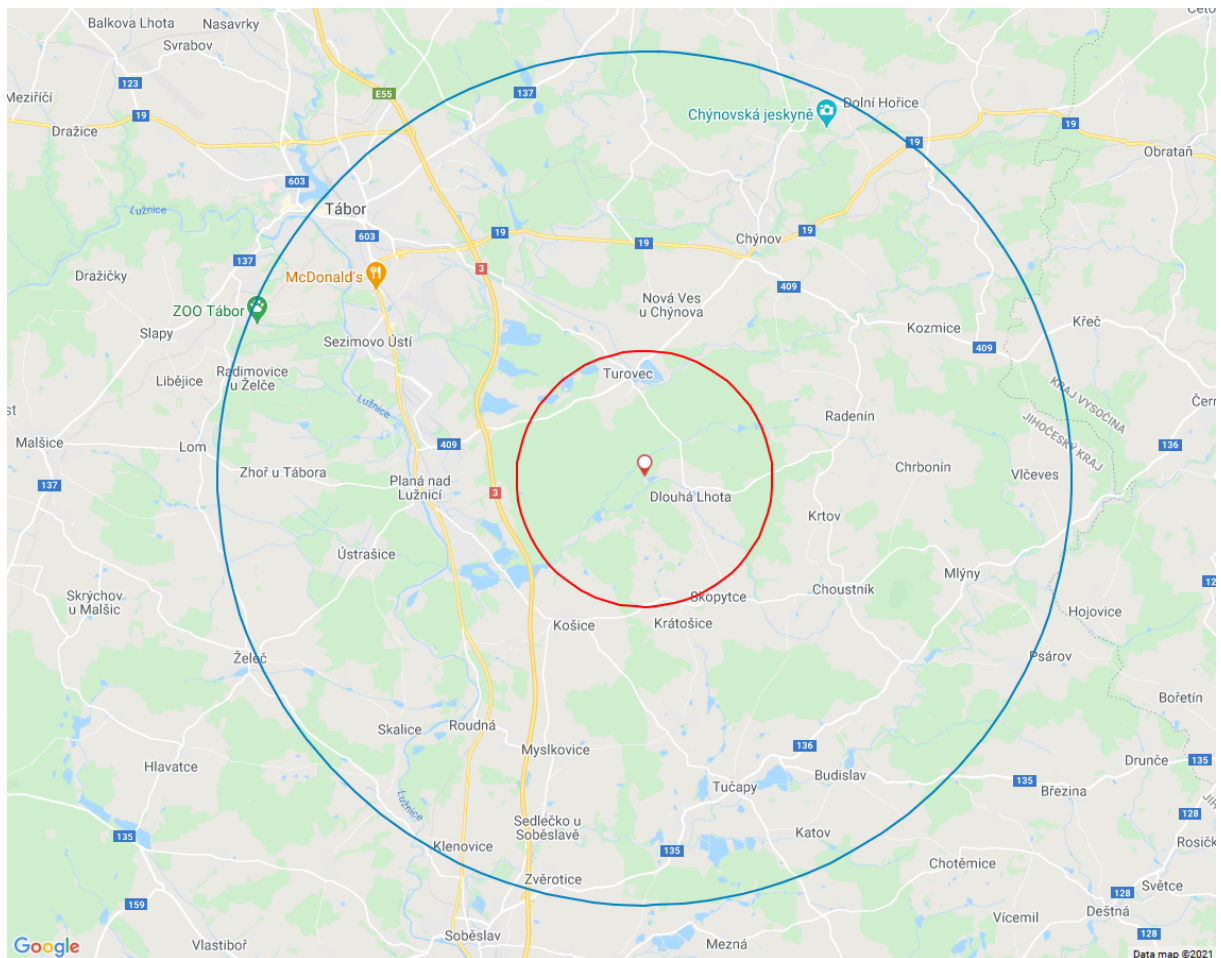 Balkova Lhota
Nasavrky
Četo
Svrabov
123
E55
137
Meziříčí
19
Dražice
19
Chýnovská jeskyně
Dolní Hořice
19
19
Obrataň
603
Lužnice
Tábor
603
19
19
Chýnov
19
137
3
Dražičky
McDonald's
409
Nová Ves
u Chýnova
ZOO Tábor
Slapy
Sezimovo Ústí
Kozmice
Křeč
409
Libějice
Radimovice
u Želče
Turovec
Lužnice
KRAJ VYSOČINA
JIHOČESKÝ KRAJ
Čern
st
Malšice
Lom
409
Radenín
136
137
Zhoř u Tábora
Planá nad
Lužnicí
3
Dlouhá Lhota
Chrbonín
Vlčeves
Krtov
Ústrašice
Mlýny
Skrýchov
u Malšic
Choustník
12
Skopytce
Hojovice
Košice
Krátošice
Želeč
Psárov
Bořetín
Skalice
Roudná
Myslkovice
136
Hlavatce
Budislav
Drunče
135
135
Březina
Tučapy
Lužnice
JIH
128
Sedlečko u
Soběslavě
135
Katov
Rosičk
Klenovice
135
Chotěmice
Zvěrotice
Světce
128
159
Deštná
Vícemil
128
Soběslav
Vlastiboř
Mezná
Google
Data map ©2021